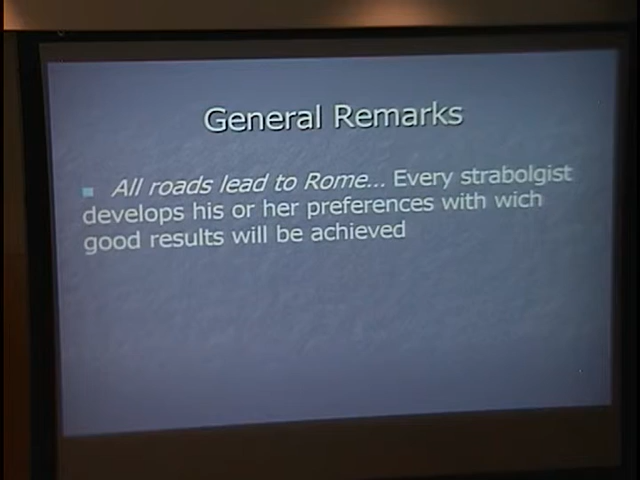 General Remarks
All roads lead to Rome... Every strabolgist
develops his or her preferences with wich
good results will be achieved